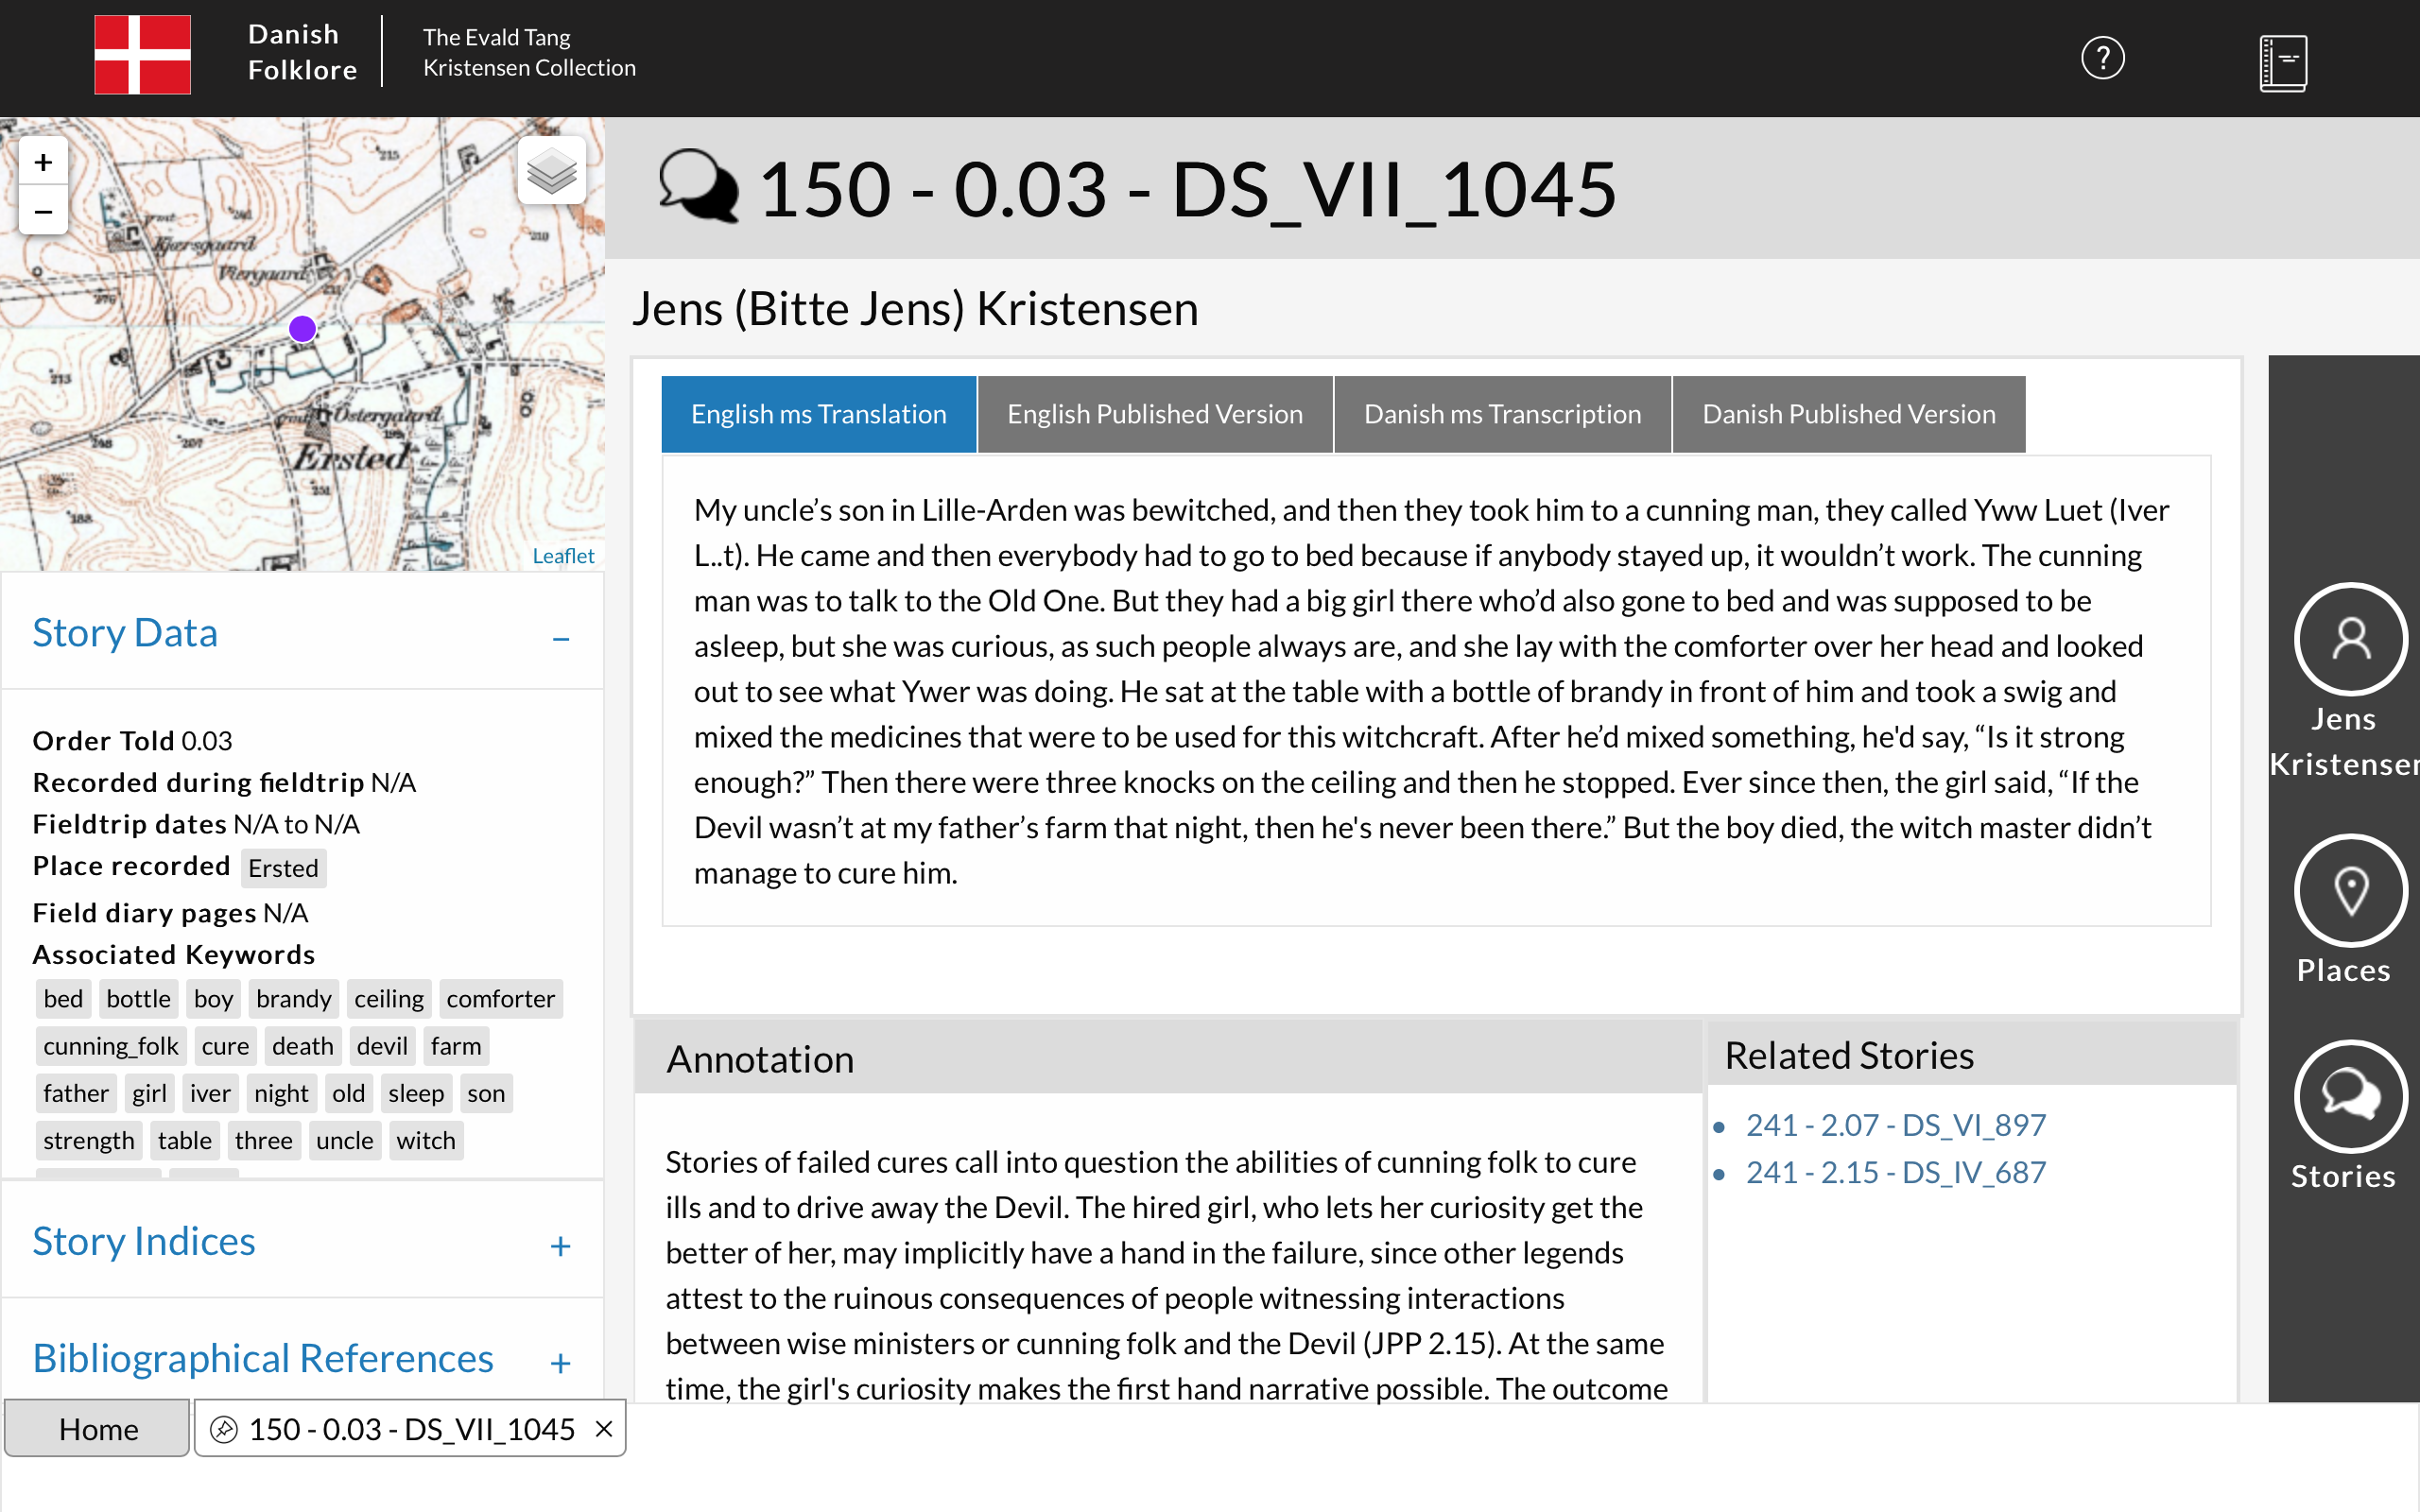 Danish
Folklore
The Evald Tang
Kristensen Collection
?
+
−
Kjærsgaard
Viergaard
Østergaard
Ersted
215
210
213
207
188
Leaflet
150 - 0.03 - DS_VII_1045
Jens (Bitte Jens) Kristensen
English ms Translation
English Published Version
Danish ms Transcription
Danish Published Version
My uncle’s son in Lille-Arden was bewitched, and then they took him to a cunning man, they called Yww Luet (Iver
L..t). He came and then everybody had to go to bed because if anybody stayed up, it wouldn’t work. The cunning
man was to talk to the Old One. But they had a big girl there who’d also gone to bed and was supposed to be
asleep, but she was curious, as such people always are, and she lay with the comforter over her head and looked
out to see what Ywer was doing. He sat at the table with a bottle of brandy in front of him and took a swig and
mixed the medicines that were to be used for this witchcraft. After he’d mixed something, he'd say, “Is it strong
enough?” Then there were three knocks on the ceiling and then he stopped. Ever since then, the girl said, “If the
Devil wasn’t at my father’s farm that night, then he's never been there.” But the boy died, the witch master didn’t
manage to cure him.
Story Data
−
Order Told 0.03
Recorded during fieldtrip N/A
Fieldtrip dates N/A to N/A
Place recorded Ersted
Field diary pages N/A
Associated Keywords
bed bottle boy brandy ceiling comforter
cunning_folk cure death devil farm
father girl iver night old sleep son
strength table three uncle witch
Story Indices
+
Bibliographical References
+
Annotation
Stories of failed cures call into question the abilities of cunning folk to cure
ills and to drive away the Devil. The hired girl, who lets her curiosity get the
better of her, may implicitly have a hand in the failure, since other legends
attest to the ruinous consequences of people witnessing interactions
between wise ministers or cunning folk and the Devil (JPP 2.15). At the same
time, the girl's curiosity makes the first hand narrative possible. The outcome
Related Stories
241 - 2.07 - DS_VI_897
241 - 2.15 - DS_IV_687
Jens
Kristensen
Places
Stories
Home
150 - 0.03 - DS_VII_1045 ×